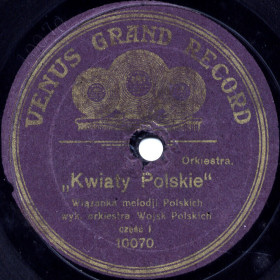 VENUS GRAND RECORD
Orkiestra.
„Kwiaty Polskie"
Wiązanka melodji Polskich
wyk. orkiestra Wojsk Polskich
część I
10070